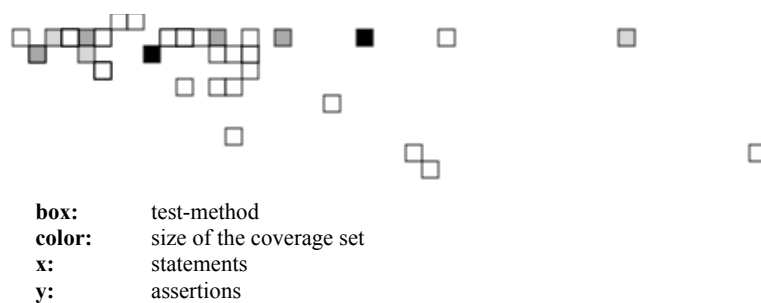 box: test-method
color: size of the coverage set
x: statements
y: assertions